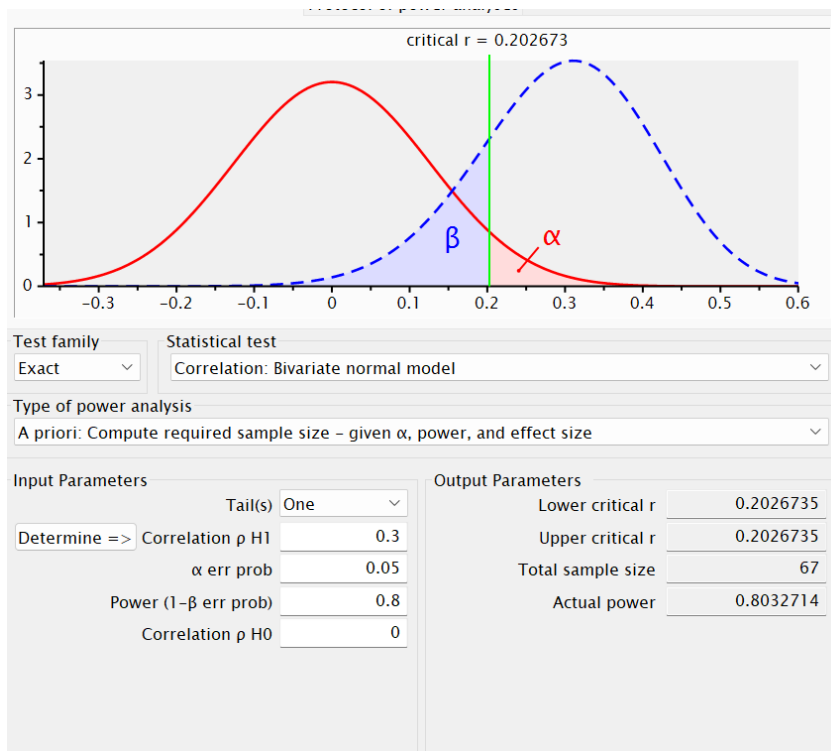 Protocol of power analyses
critical r = 0.202673
3
2
1
0
β
α
−0.3 −0.2 −0.1 0 0.1 0.2 0.3 0.4 0.5 0.6
Test family Statistical test
Exact Correlation: Bivariate normal model
Type of power analysis
A priori: Compute required sample size – given α, power, and effect size
Input Parameters Output Parameters
Tail(s) One Lower critical r 0.2026735
Determine => Correlation ρ H1 0.3 Upper critical r 0.2026735
α err prob 0.05 Total sample size 67
Power (1−β err prob) 0.8 Actual power 0.8032714
Correlation ρ H0 0